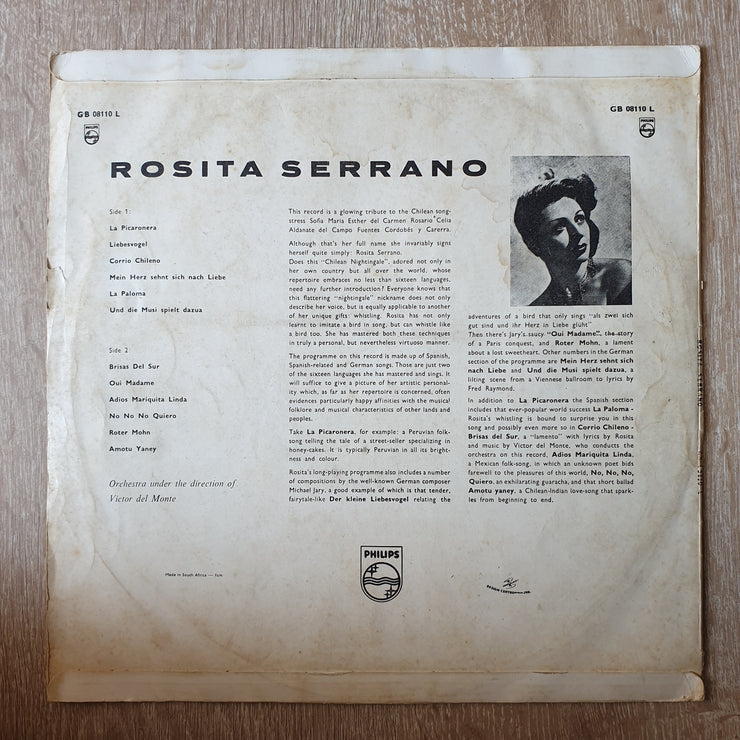 GB 08110 L
GB 08110 L
PHILIPS
PHILIPS
ROSITA SERRANO
Side 1:
La Picaronera
Liebesvogel
Corrio Chileno
Mein Herz sehnt sich nach Liebe
La Paloma
Und die Musi spielt dazua
Side 2
Brisas Del Sur
Oui Madame
Adios Mariquita Linda
No No No Quiero
Roter Mohn
Amotu Yaney
Orchestra under the direction of
Victor del Monte
This record is a glowing tribute to the Chilean song-
stress Sofia Maria Esther del Carmen Rosario Celia
Aldanate del Campo Fuentes Cordobés y Carerra.
Although that's her full name she invariably signs
herself quite simply: Rosita Serrano.
Does this "Chilean Nightingale", adored not only in
her own country but all over the world, whose
repertoire embraces no less than sixteen languages,
need any further introduction? Everyone knows that
this flattering "nightingale" nickname does not only
describe her voice, but is equally applicable to another
of her unique gifts: whistling. Rosita has not only
learnt to imitate a bird in song, but can whistle like
a bird too. She has mastered both these techniques
in truly a personal, but nevertheless virtuoso manner.
The programme on this record is made up of Spanish,
Spanish-related and German songs. Those are just two
of the sixteen languages she has mastered and sings. It
will suffice to give a picture of her artistic personal-
ity which, as far as her repertoire is concerned, often
evidences particularly happy affinities with the musical
folklore and musical characteristics of other lands and
peoples.
Take La Picaronera, for example: a Peruvian folk-
song telling the tale of a street-seller specializing in
honey-cakes. It is typically Peruvian in all its bright-
ness and colour.
Rosita's long-playing programme also includes a number
of compositions by the well-known German composer
Michael Jary, a good example of which is that tender,
fairytale-like Der kleine Liebesvogel relating the
adventures of a bird that only sings "als zwei sich
gut sind und ihr Herz in Liebe glüht"
Then there's Jary's saucy "Oui Madame", the story
of a Paris conquest, and Roter Mohn, a lament
about a lost sweetheart. Other numbers in the German
section of the programme are Mein Herz sehnt sich
nach Liebe and Und die Musi spielt dazua, a
lilting scena from a Viennese ballroom to lyrics by
Fred Raymond.
In addition to La Picaronera the Spanish section
includes that ever-popular world success La Paloma -
Rosita's whistling is bound to surprise you in this
song and possibly even more so in Corrio Chileno -
Brisas del Sur, a "lamento" with lyrics by Rosita
and music by Victor del Monte, who conducts the
orchestra on this record, Adios Mariquita Linda,
a Mexican folk-song, in which an unknown poet bids
farewell to the pleasures of this world, No, No, No,
Quiero, an exhilarating guaracha, and that short ballad
Amotu yaney, a Chilean-Indian love-song that spark-
les from beginning to end.
Made in South Africa —
PHILIPS